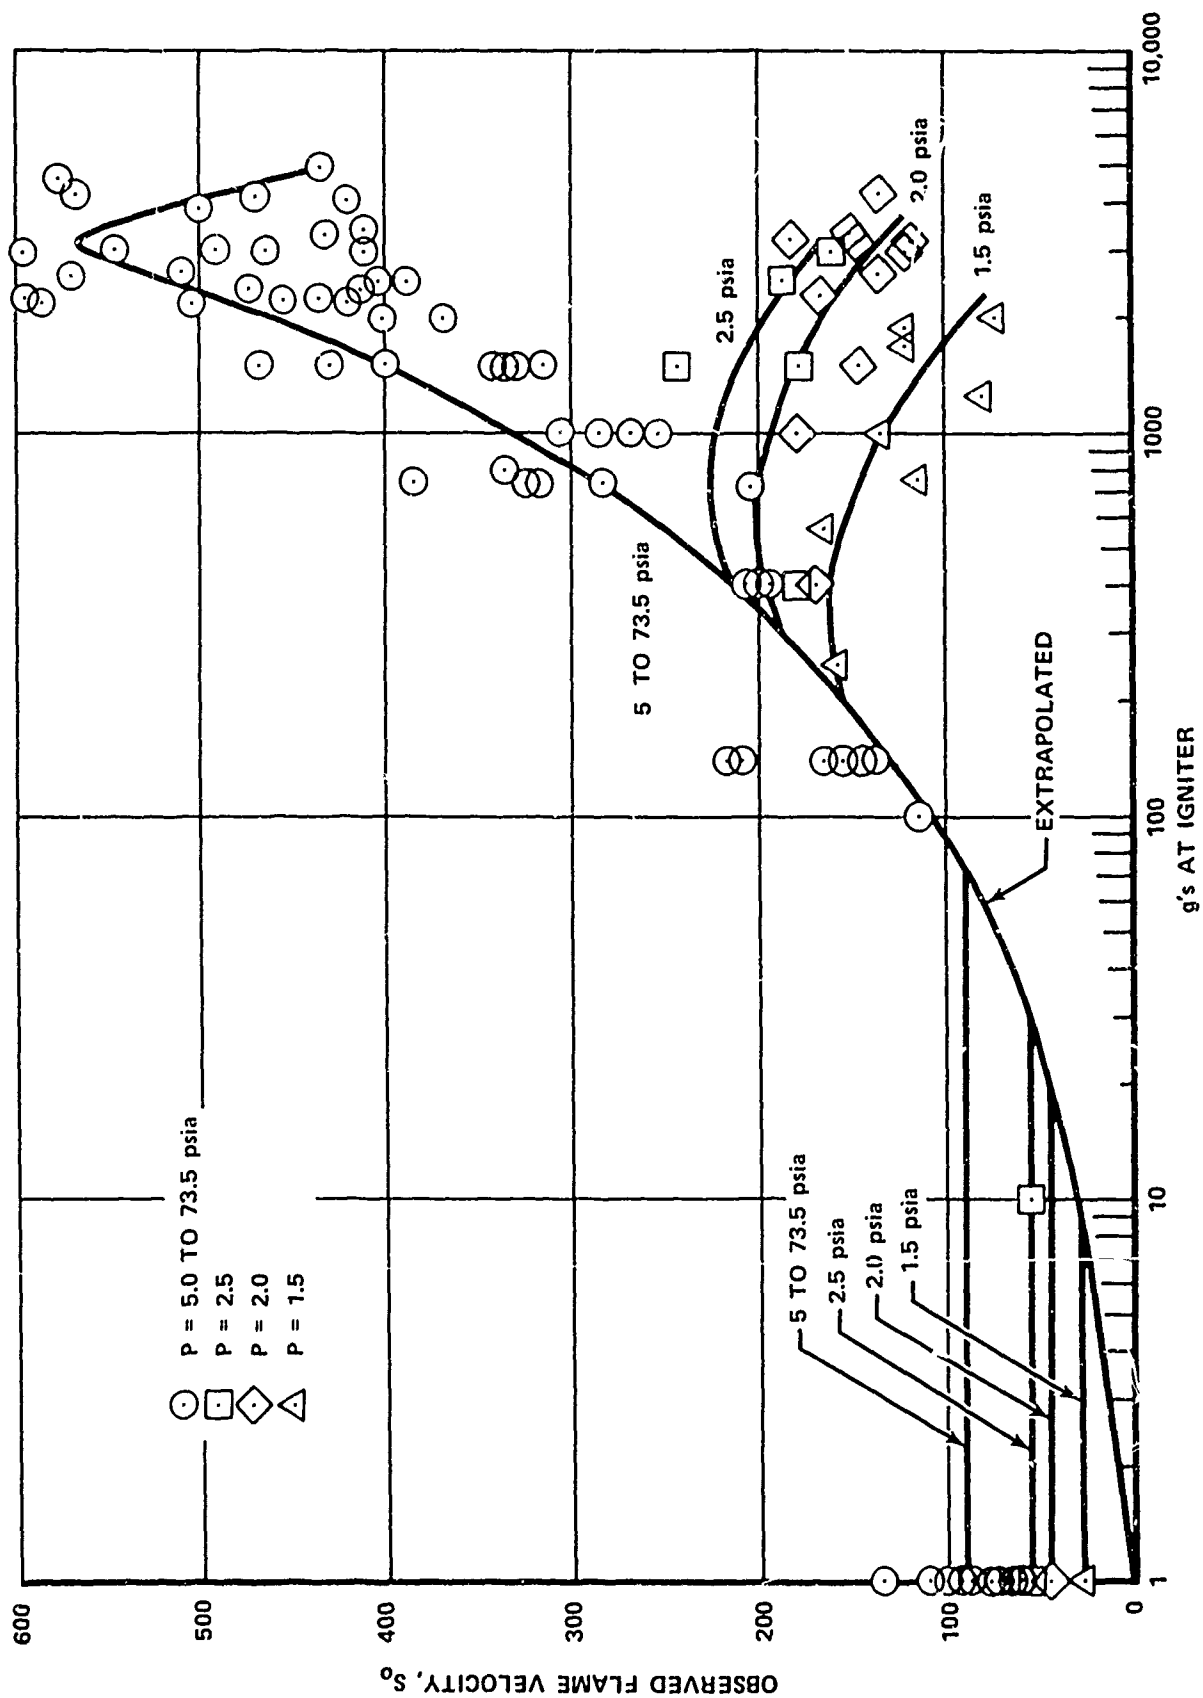 OBSERVED FLAME VELOCITY, So
600
500
400
300
200
100
0
P = 5.0 TO 73.5 psia
P = 2.5
P = 2.0
P = 1.5
5 TO 73.5 psia
2.5 psia
2.0 psia
1.5 psia
5 TO 73.5 psia
2.5 psia
2.0 psia
1.5 psia
EXTRAPOLATED
1
10
100
1000
10,000
g's AT IGNITER